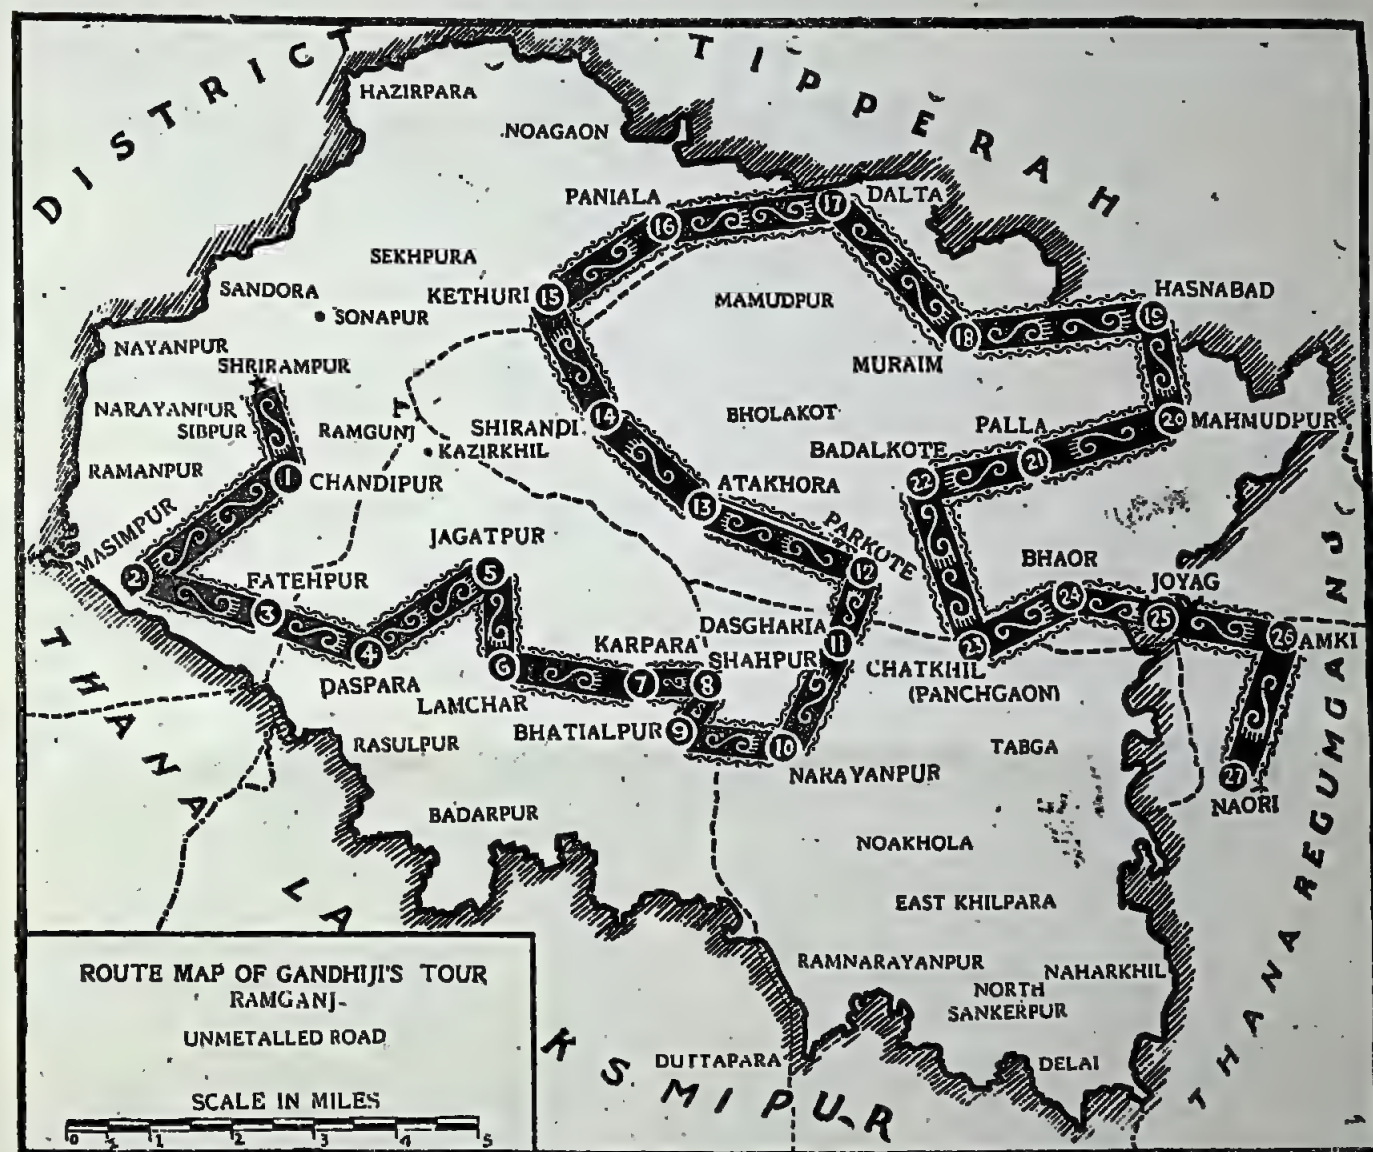 DISTRICT TIPPERAH
HAZIRPARA
NOAGAON
PANIALA
16
17
DALTA
SEKHPURA
SANDORA
KETHURI
15
MAMUDPUR
HASNABAD
SONAPUR
19
NAYANPUR
18
SHRIRAMPUR
MURAIM
NARAYANPUR
SIBPUR
RAMGUNJ
SHIRANDI
14
BHOLAKOT
PALLA
20
MAHMUDPUR
KAZIRKHIL
BADALKOTE
RAMANPUR
1
CHANDIPUR
21
22
ATAKHORA
13
MASIMPUR
PARKOTE
JAGATPUR
BHAOR
2
FATEHPUR
5
12
JOYAG
3
24
25
DASGHARIA
11
26
AMKI
KARPARA
4
SHAHPUR
23
CHATKHIL
(PANCHGAON)
DASPARA
6
7
8
LAMCHAR
BHATIALPUR
9
RASULPUR
10
TABGA
NARAYANPUR
27
NAORI
BADARPUR
NOAKHOLA
EAST KHILPARA
RAMNARAYANPUR
NAHARKHIL
NORTH
SANKERPUR
DUTTAPARA
DELAI
THANA LAKSMIPUR
THANA REGUMGANJ
ROUTE MAP OF GANDHIJI'S TOUR
RAMGANJ-
UNMETALLED ROAD
SCALE IN MILES
0 ½ 1 2 3 4 5